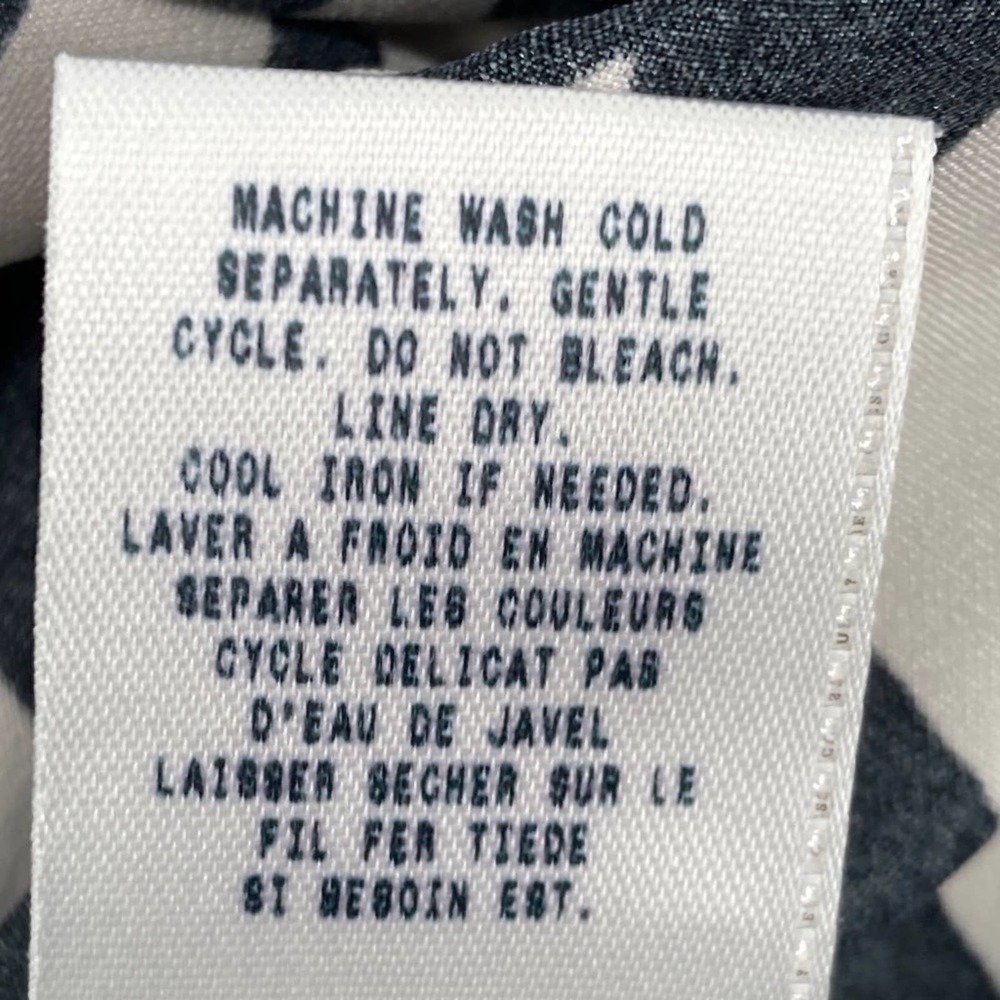 MACHINE WASH COLD
SEPARATELY. GENTLE
CYCLE. DO NOT BLEACH.
LINE DRY.
COOL IRON IF NEEDED.
LAVER A FROID EN MACHINE
SEPARER LES COULEURS
CYCLE DELICAT PAS
D'EAU DE JAVEL
LAISSER SECHER SUR LE
FIL FER TIEDE
SI BESOIN EST.